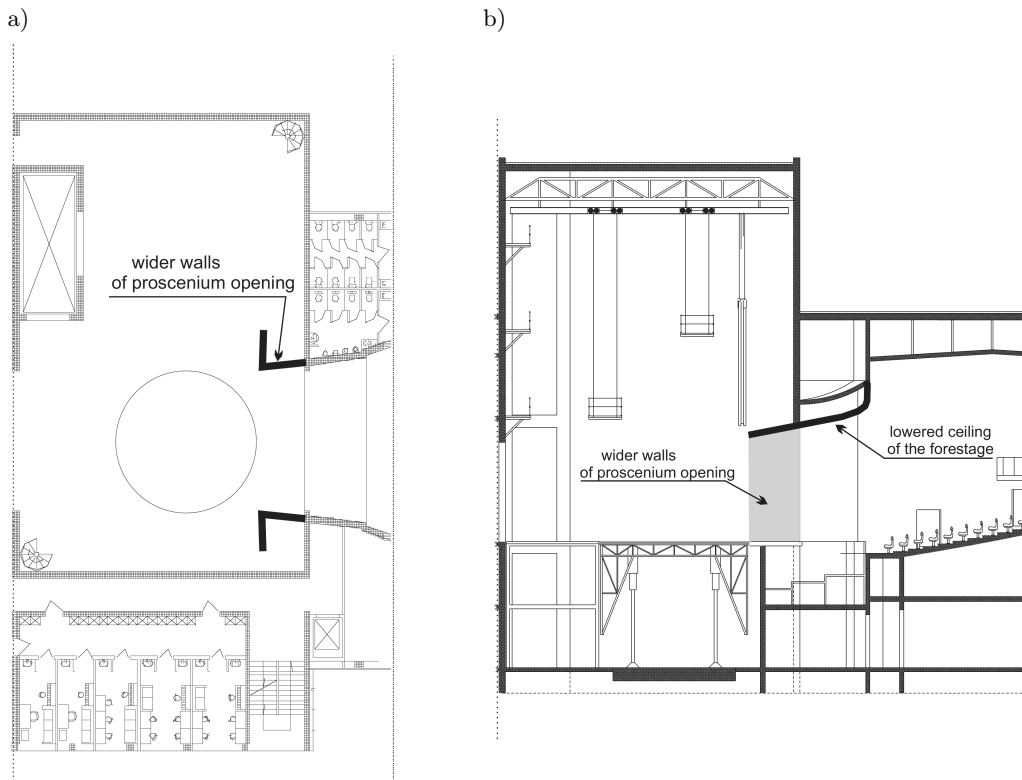 a)
b)
wider walls
of proscenium opening
wider walls
of proscenium opening
lowered ceiling
of the forestage